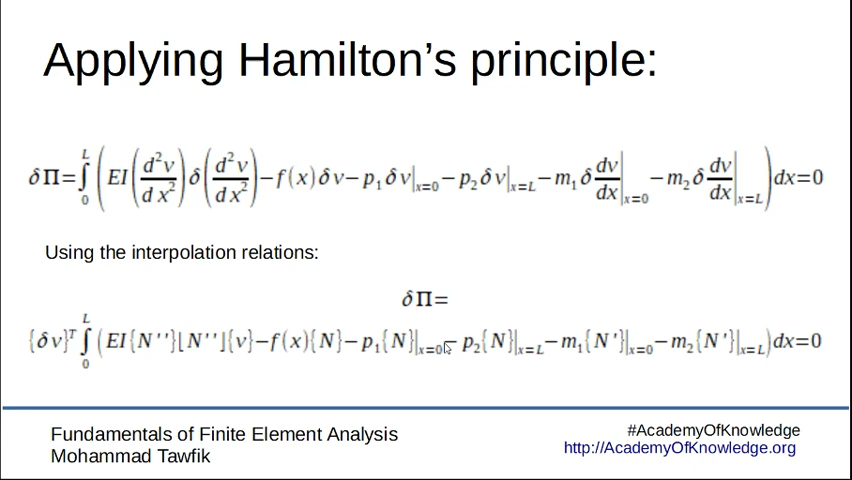 Applying Hamilton's principle:
δΠ=∫₀ᴸ (EI(d²v/dx²)δ(d²v/dx²)−f(x)δv−p₁δv|ₓ₌₀−p₂δv|ₓ₌L−m₁δ dv/dx|ₓ₌₀−m₂δ dv/dx|ₓ₌L)dx=0
Using the interpolation relations:
δΠ=
{δv}ᵀ∫₀ᴸ (EI{N''}⌊N''⌋{v}−f(x){N}−p₁{N}|ₓ₌₀−p₂{N}|ₓ₌L−m₁{N'}|ₓ₌₀−m₂{N'}|ₓ₌L)dx=0
Fundamentals of Finite Element Analysis
Mohammad Tawfik
#AcademyOfKnowledge
http://AcademyOfKnowledge.org